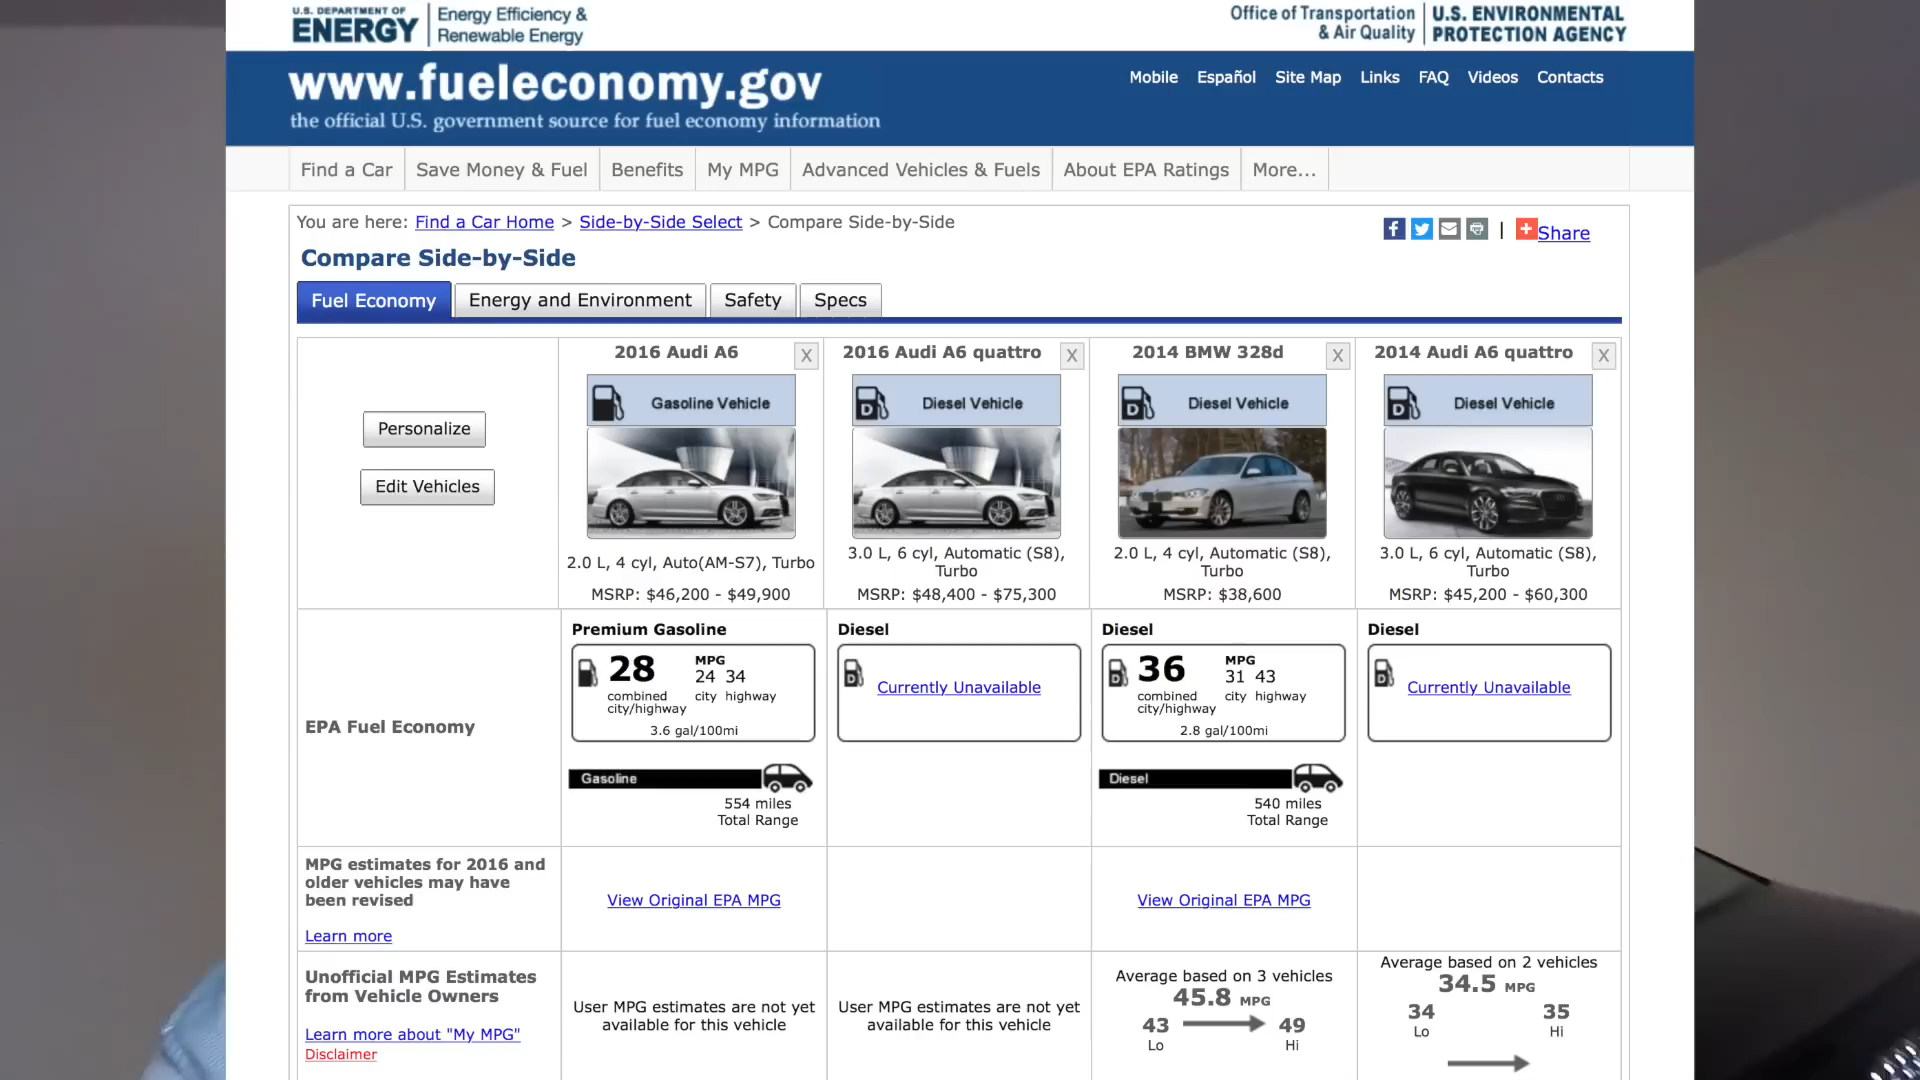 U.S. DEPARTMENT OF
ENERGY
Energy Efficiency &
Renewable Energy
Office of Transportation
& Air Quality
U.S. ENVIRONMENTAL
PROTECTION AGENCY
www.fueleconomy.gov
the official U.S. government source for fuel economy information
Mobile Español Site Map Links FAQ Videos Contacts
Find a Car Save Money & Fuel Benefits My MPG Advanced Vehicles & Fuels About EPA Ratings More...
You are here: Find a Car Home > Side-by-Side Select > Compare Side-by-Side
| + Share
Compare Side-by-Side
Fuel Economy Energy and Environment Safety Specs
Personalize
Edit Vehicles
2016 Audi A6 X
Gasoline Vehicle
2.0 L, 4 cyl, Auto(AM-S7), Turbo
MSRP: $46,200 - $49,900
2016 Audi A6 quattro X
D Diesel Vehicle
3.0 L, 6 cyl, Automatic (S8),
Turbo
MSRP: $48,400 - $75,300
2014 BMW 328d X
D Diesel Vehicle
2.0 L, 4 cyl, Automatic (S8),
Turbo
MSRP: $38,600
2014 Audi A6 quattro X
D Diesel Vehicle
3.0 L, 6 cyl, Automatic (S8),
Turbo
MSRP: $45,200 - $60,300
EPA Fuel Economy
Premium Gasoline
28 MPG
24 34
combined city highway
city/highway
3.6 gal/100mi
Gasoline
554 miles
Total Range
Diesel
D Currently Unavailable
Diesel
D 36 MPG
31 43
combined city highway
city/highway
2.8 gal/100mi
Diesel
540 miles
Total Range
Diesel
D Currently Unavailable
MPG estimates for 2016 and
older vehicles may have
been revised
Learn more
View Original EPA MPG
View Original EPA MPG
Unofficial MPG Estimates
from Vehicle Owners
Learn more about "My MPG"
Disclaimer
User MPG estimates are not yet
available for this vehicle
User MPG estimates are not yet
available for this vehicle
Average based on 3 vehicles
45.8 MPG
43 49
Lo Hi
Average based on 2 vehicles
34.5 MPG
34 35
Lo Hi